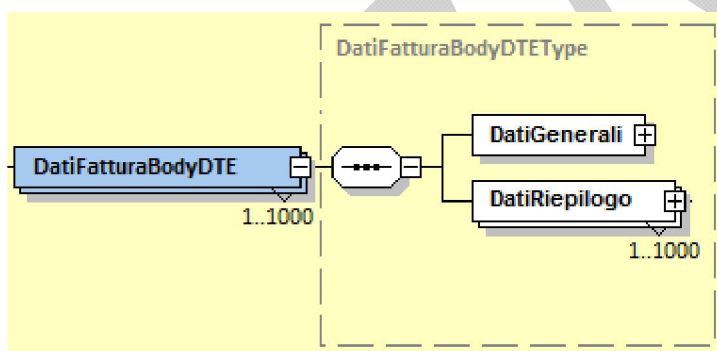 DatiFatturaBodyDTEType
DatiGenerali
DatiFatturaBodyDTE
1..1000
DatiRiepilogo
1..1000